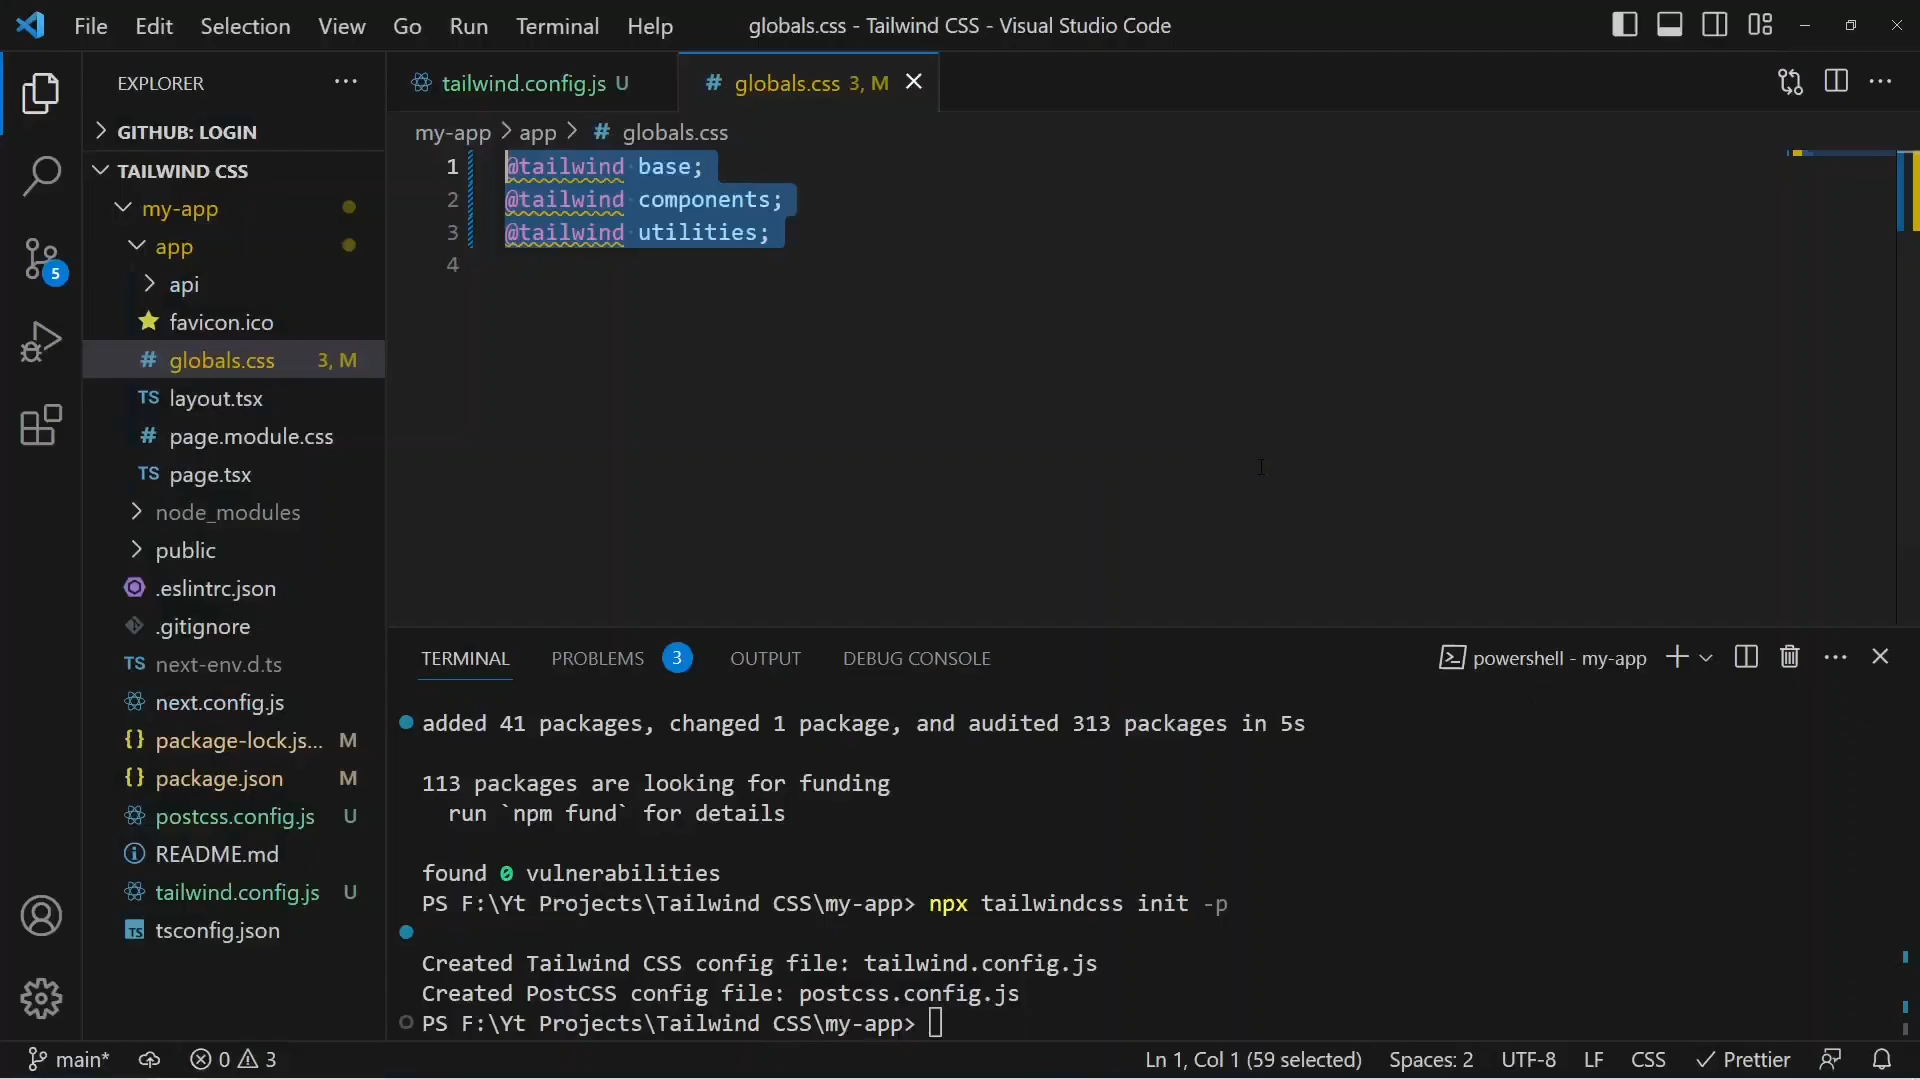 File Edit Selection View Go Run Terminal Help globals.css - Tailwind CSS - Visual Studio Code
EXPLORER
GITHUB: LOGIN
TAILWIND CSS
my-app
app
api
favicon.ico
globals.css 3, M
layout.tsx
page.module.css
page.tsx
node_modules
public
.eslintrc.json
.gitignore
next-env.d.ts
next.config.js
package-lock.js... M
package.json M
postcss.config.js U
README.md
tailwind.config.js U
tsconfig.json
5
tailwind.config.js U
globals.css 3, M
my-app > app > # globals.css
1 @tailwind base;
2 @tailwind components;
3 @tailwind utilities;
4
TERMINAL PROBLEMS 3 OUTPUT DEBUG CONSOLE powershell - my-app
added 41 packages, changed 1 package, and audited 313 packages in 5s
113 packages are looking for funding
run `npm fund` for details
found 0 vulnerabilities
PS F:\Yt Projects\Tailwind CSS\my-app> npx tailwindcss init -p
Created Tailwind CSS config file: tailwind.config.js
Created PostCSS config file: postcss.config.js
PS F:\Yt Projects\Tailwind CSS\my-app>
main* 0 3 Ln 1, Col 1 (59 selected) Spaces: 2 UTF-8 LF CSS Prettier